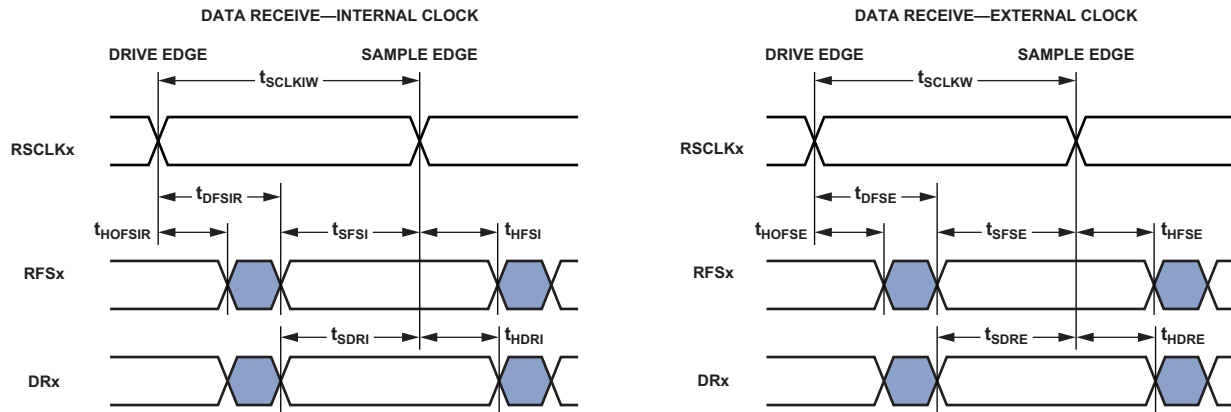 DATA RECEIVE—INTERNAL CLOCK
DRIVE EDGE
SAMPLE EDGE
tSCLKIW
RSCLKx
tDFSIR
tHOFSIR
tSFSI
tHFSI
RFSx
tSDRI
tHDRI
DRx
DATA RECEIVE—EXTERNAL CLOCK
DRIVE EDGE
SAMPLE EDGE
tSCLKW
RSCLKx
tDFSE
tHOFSE
tSFSE
tHFSE
RFSx
tSDRE
tHDRE
DRx